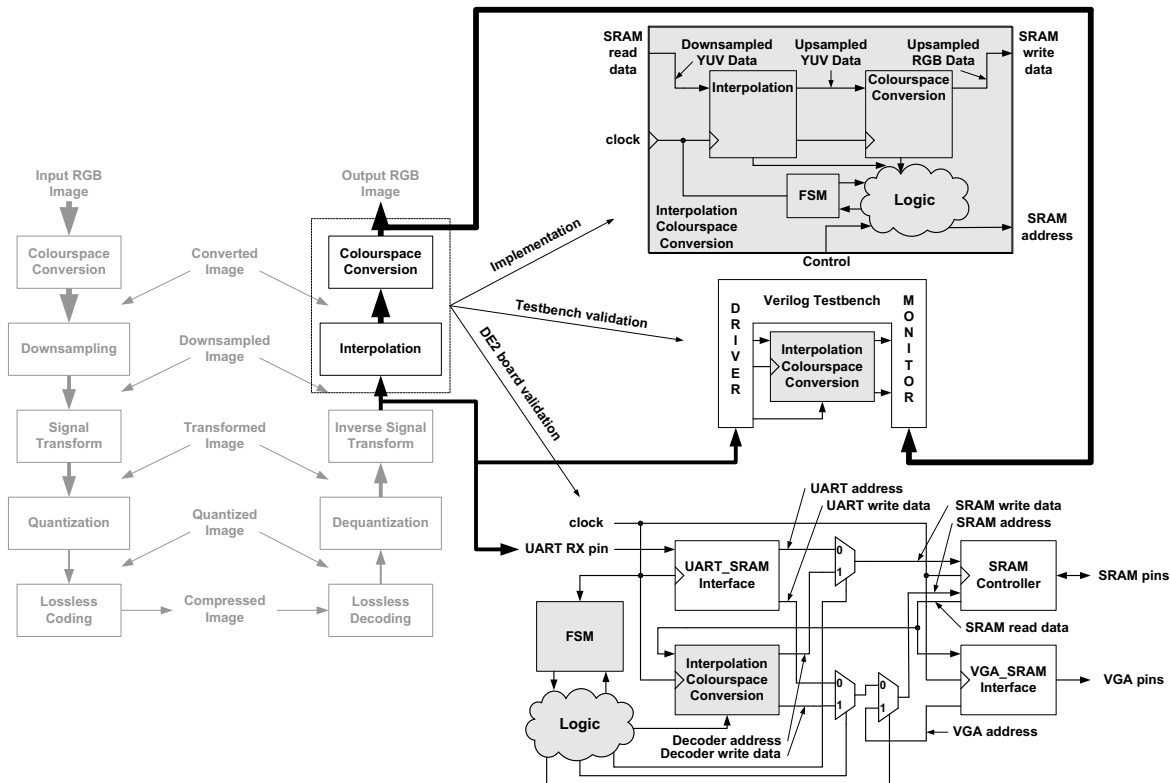 Input RGB
Image
Colourspace
Conversion
Downsampling
Signal
Transform
Quantization
Lossless
Coding
Converted
Image
Downsampled
Image
Transformed
Image
Quantized
Image
Compressed
Image
Output RGB
Image
Colourspace
Conversion
Interpolation
Inverse Signal
Transform
Dequantization
Lossless
Decoding
Implementation
Testbench validation
DE2 board validation
SRAM
read
data
Downsampled
YUV Data
Upsampled
YUV Data
Upsampled
RGB Data
SRAM
write
data
Interpolation
Colourspace
Conversion
clock
FSM
Logic
Interpolation
Colourspace
Conversion
SRAM
address
Control
Verilog Testbench
DRIVER
Interpolation
Colourspace
Conversion
MONITOR
UART address
UART write data
SRAM write data
SRAM address
clock
UART RX pin
UART_SRAM
Interface
0
1
SRAM
Controller
SRAM pins
SRAM read data
FSM
Interpolation
Colourspace
Conversion
0
1
0
1
VGA_SRAM
Interface
VGA pins
Logic
Decoder address
Decoder write data
VGA address